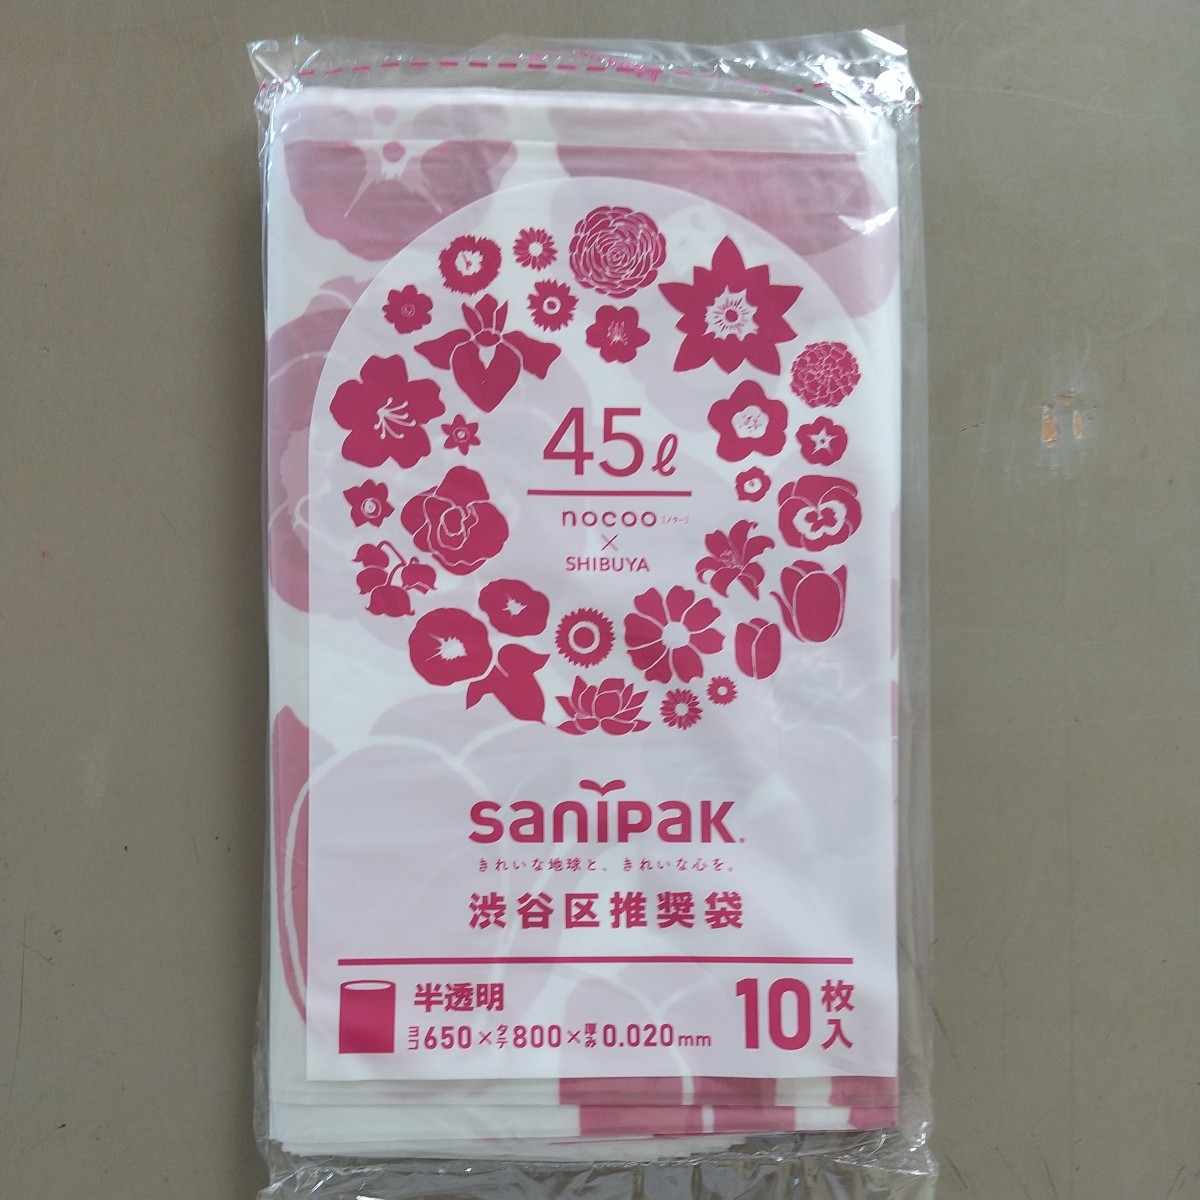 45ℓ
nocoo [ノクー]
×
SHIBUYA
sanipak.
きれいな地球と、きれいな心を。
渋谷区推奨袋
半透明
ヨコ650×タテ800×厚み0.020mm
10枚入